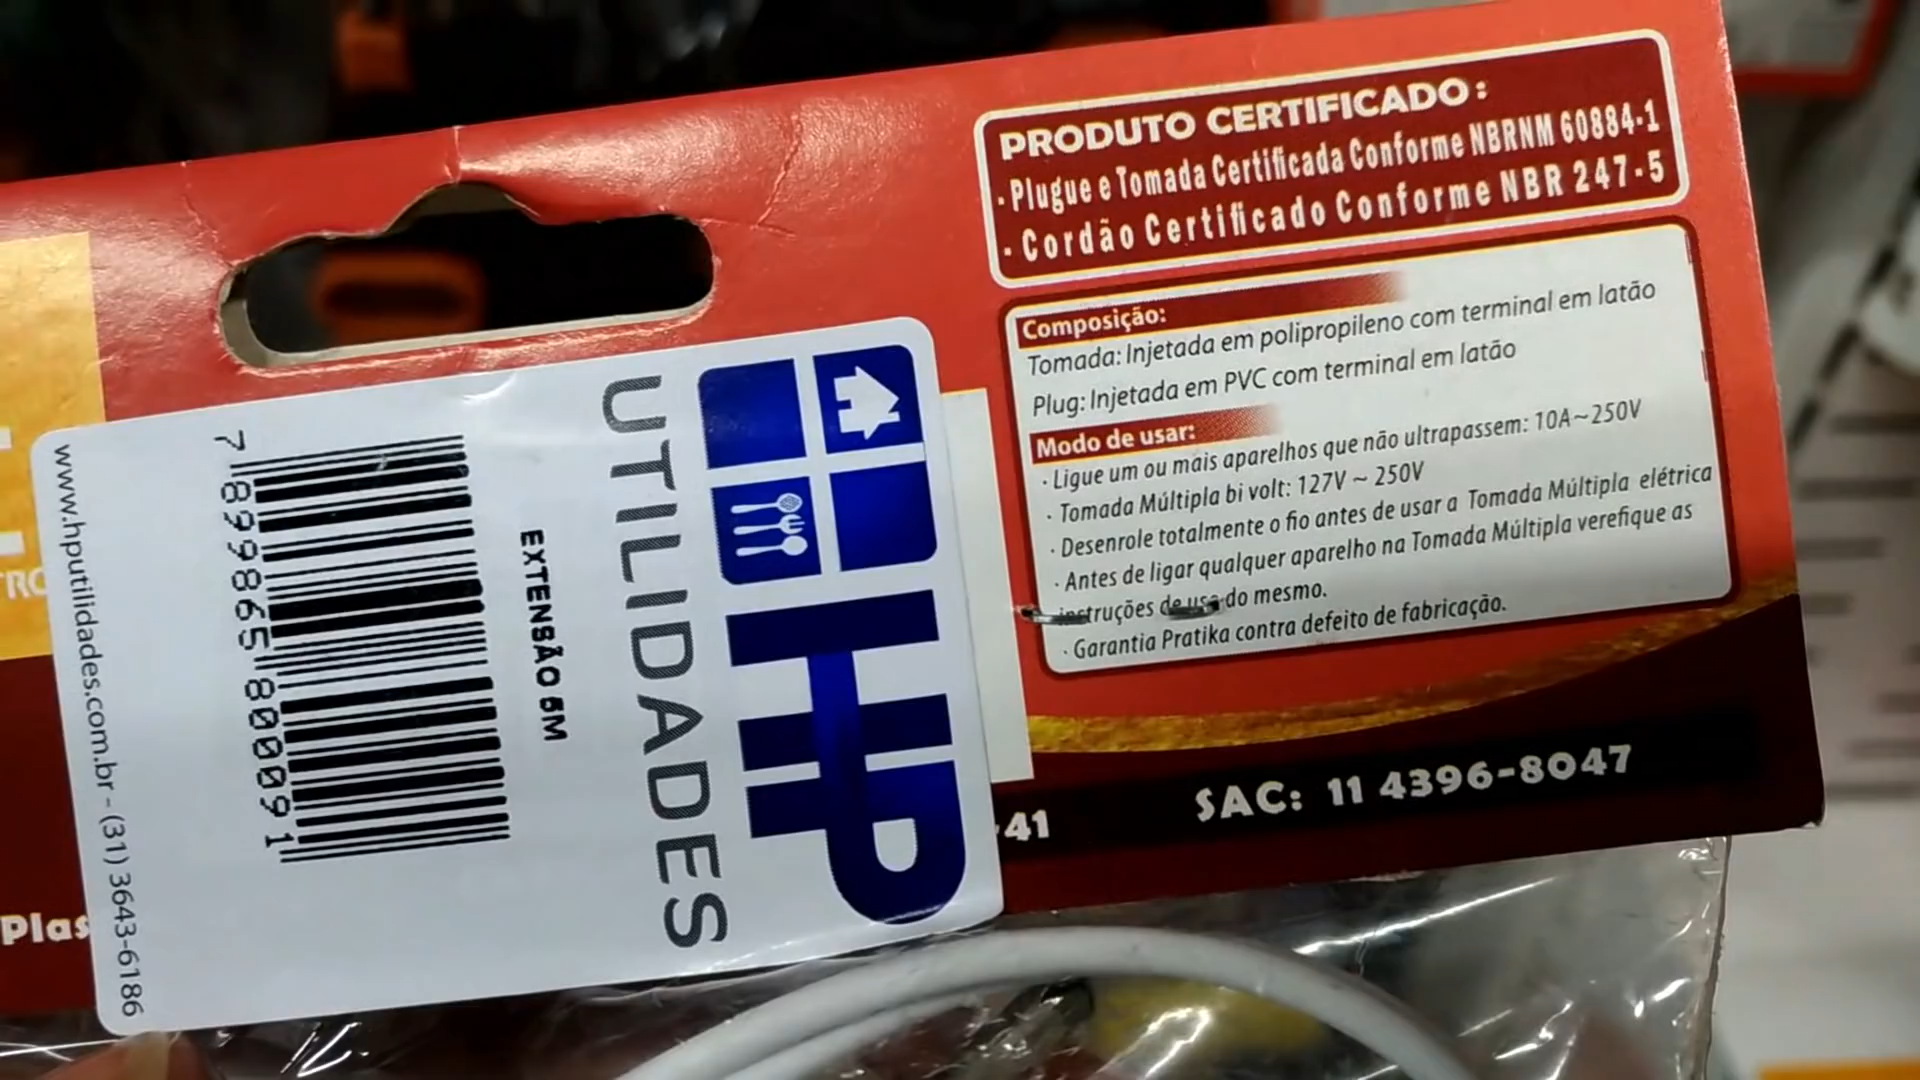 PRODUTO CERTIFICADO:
· Plugue e Tomada Certificada Conforme NBRNM 60884-1
· Cordão Certificado Conforme NBR 247-5
Composição:
Tomada: Injetada em polipropileno com terminal em latão
Plug: Injetada em PVC com terminal em latão
Modo de usar:
· Ligue um ou mais aparelhos que não ultrapassem: 10A~250V
· Tomada Múltipla bi volt: 127V ~ 250V
· Desenrole totalmente o fio antes de usar a Tomada Múltipla elétrica
· Antes de ligar qualquer aparelho na Tomada Múltipla verefique as
instruções de uso do mesmo.
· Garantia Pratika contra defeito de fabricação.
SAC: 11 4396-8047
41
HP
UTILIDADES
EXTENSÃO 5M
7 899865 800091
www.hputilidades.com.br - (31) 3643-6186
Plas